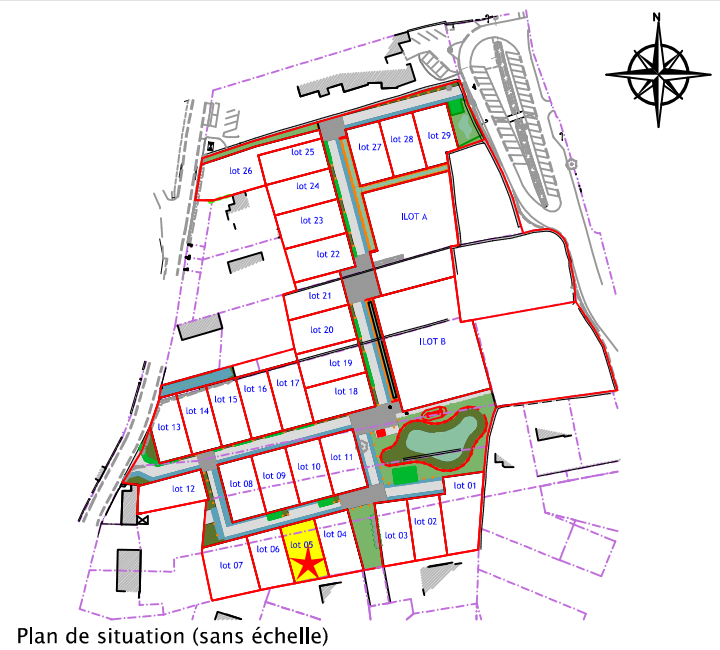 N
lot 25
lot 26
lot 27
lot 28
lot 29
lot 24
lot 23
ILOT A
lot 22
lot 21
lot 20
ILOT B
lot 19
lot 18
lot 17
lot 16
lot 15
lot 14
lot 13
lot 12
lot 11
lot 10
lot 09
lot 08
lot 01
lot 02
lot 03
lot 04
lot 05
lot 06
lot 07
Plan de situation (sans échelle)